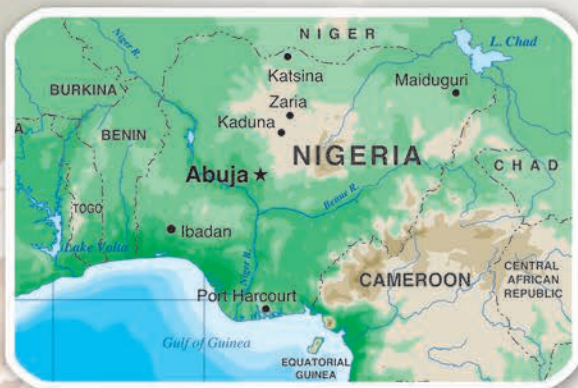 NIGER
Niger R.
L. Chad
Katsina
Maiduguri
BURKINA
Zaria
BENIN
Kaduna
NIGERIA
A
CHAD
Abuja
Benue R.
TOGO
Ibadan
Lake Volta
Niger R.
CAMEROON
CENTRAL
AFRICAN
REPUBLIC
Port Harcourt
Gulf of Guinea
EQUATORIAL
GUINEA